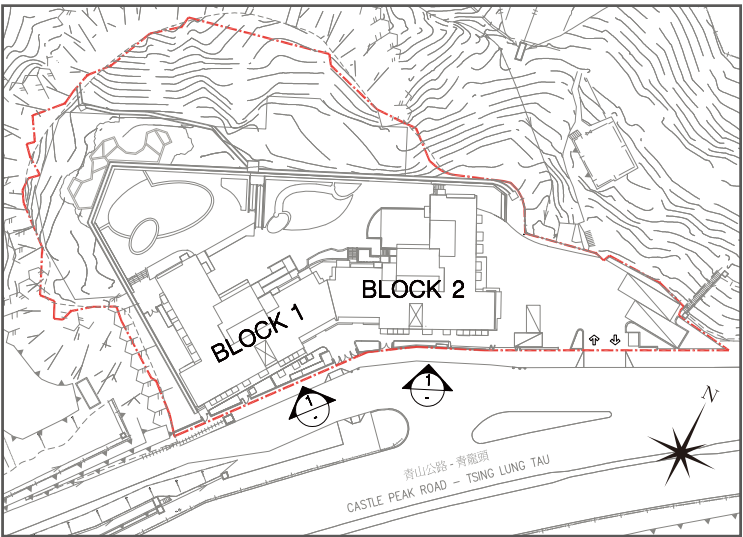 BLOCK 1
BLOCK 2
1
-
1
-
N
青山公路 - 青龍頭
CASTLE PEAK ROAD – TSING LUNG TAU